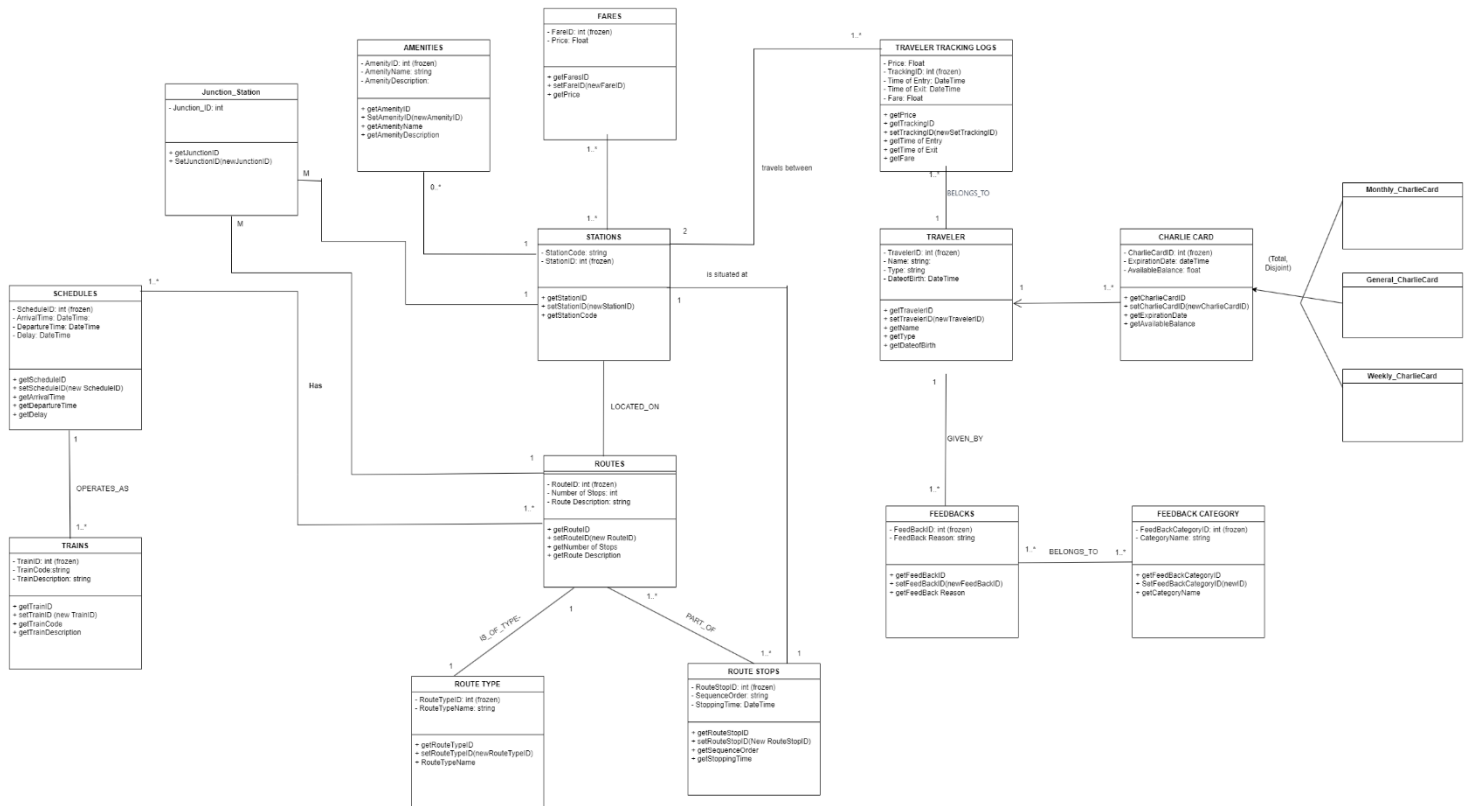 FARES
- FareID: int (frozen)
- Price: Float
+ getFaresID
+ setFareID(newFareID)
+ getPrice
AMENITIES
- AmenityID: int (frozen)
- AmenityName: string
- AmenityDescription:
+ getAmenityID
+ SetAmenityID(newAmenityID)
+ getAmenityName
+ getAmenityDescription
TRAVELER TRACKING LOGS
- Price: Float
- TrackingID: int (frozen)
- Time of Entry: DateTime
- Time of Exit: DateTime
- Fare: Float
+ getPrice
+ getTrackingID
+ setTrackingID(newSetTrackingID)
+ getTime of Entry
+ getTime of Exit
+ getFare
Junction_Station
- Junction_ID: int
+ getJunctionID
+ SetJunctionID(newJunctionID)
1..*
1..*
travels between
1..*
BELONGS_TO
1
M
0..*
1..*
M
1
2
STATIONS
- StationCode: string
- StationID: int (frozen)
+ getStationID
+ setStationID(newStationID)
+ getStationCode
TRAVELER
- TravelerID: int (frozen)
- Name: string:
- Type: string
- DateofBirth: DateTime
+ getTravelerID
+ setTravelerID(newTravelerID)
+ getName
+ getType
+ getDateofBirth
CHARLIE CARD
- CharlieCardID: int (frozen)
- ExpirationDate: dateTime
- AvailableBalance: float
+ getCharlieCardID
+ setCharlieCardID(newCharlieCardID)
+ getExpirationDate
+ getAvailableBalance
Monthly_CharlieCard
General_CharlieCard
Weekly_CharlieCard
(Total,
Disjoint)
1
1..*
is situated at
1
1
1..*
SCHEDULES
- ScheduleID: int (frozen)
- ArrivalTime: DateTime:
- DepartureTime: DateTime
- Delay: DateTime
+ getScheduleID
+ setScheduleID(new ScheduleID)
+ getArrivalTime
+ getDepartureTime
+ getDelay
Has
LOCATED_ON
1
GIVEN_BY
1..*
1
OPERATES_AS
1..*
1
1..*
ROUTES
- RouteID: int (frozen)
- Number of Stops: int
- Route Description: string
+ getRouteID
+ setRouteID(new RouteID)
+ getNumber of Stops
+ getRoute Description
TRAINS
- TrainID: int (frozen)
- TrainCode:string
- TrainDescription: string
+ getTrainID
+ setTrainID (new TrainID)
+ getTrainCode
+ getTrainDescription
FEEDBACKS
- FeedBackID: int (frozen)
- FeedBack Reason: string
+ getFeedBackID
+ setFeedBackID(newFeedBackID)
+ getFeedBack Reason
1..*
BELONGS_TO
1..*
FEEDBACK CATEGORY
- FeedBackCategoryID: int (frozen)
- CategoryName: string
+ getFeedBackCategoryID
+ SetFeedBackCategoryID(newID)
+ getCategoryName
1
1..*
IS_OF_TYPE-
PART_OF
1
1..*
1
ROUTE TYPE
- RouteTypeID: int (frozen)
- RouteTypeName: string
+ getRouteTypeID
+ setRouteTypeID(newRouteTypeID)
+ RouteTypeName
ROUTE STOPS
- RouteStopID: int (frozen)
- SequenceOrder: string
- StoppingTime: DateTime
+ getRouteStopID
+ setRouteStopID(New RouteStopID)
+ getSequenceOrder
+ getStoppingTime